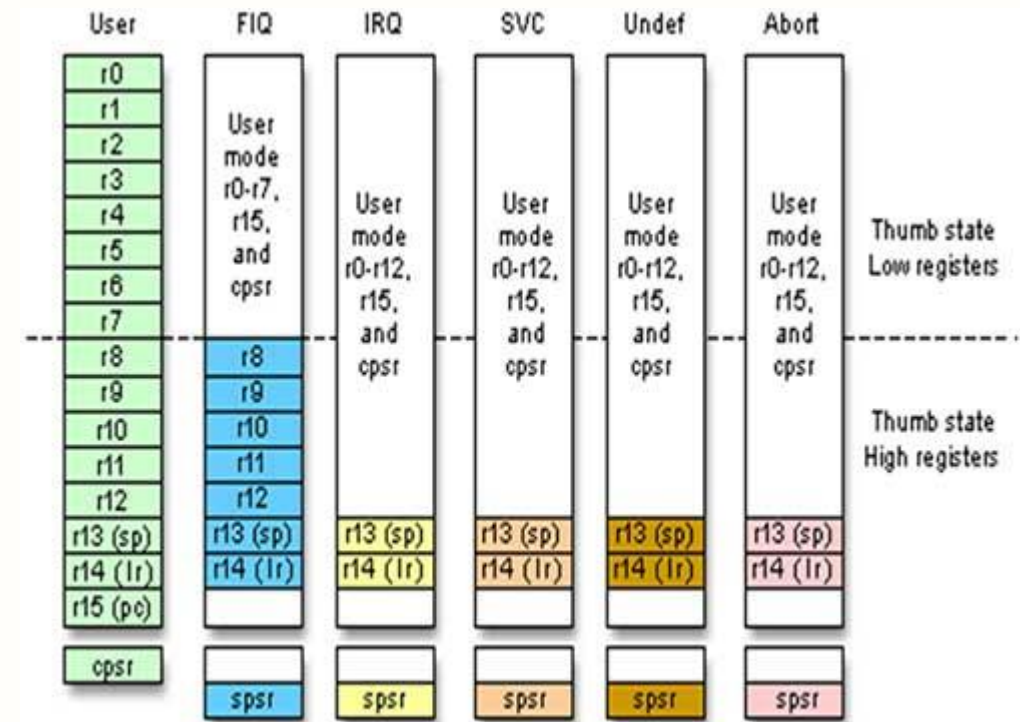 User
FIQ
IRQ
SVC
Undef
Abort
r0
r1
r2
r3
r4
r5
r6
r7
r8
r9
r10
r11
r12
r13 (sp)
r14 (lr)
r15 (pc)
cpsr
User
mode
r0-r7,
r15,
and
cpsr
r8
r9
r10
r11
r12
r13 (sp)
r14 (lr)
spsr
User
mode
r0-r12,
r15,
and
cpsr
r13 (sp)
r14 (lr)
spsr
User
mode
r0-r12,
r15,
and
cpsr
r13 (sp)
r14 (lr)
spsr
User
mode
r0-r12,
r15,
and
cpsr
r13 (sp)
r14 (lr)
spsr
User
mode
r0-r12,
r15,
and
cpsr
r13 (sp)
r14 (lr)
spsr
Thumb state
Low registers
Thumb state
High registers